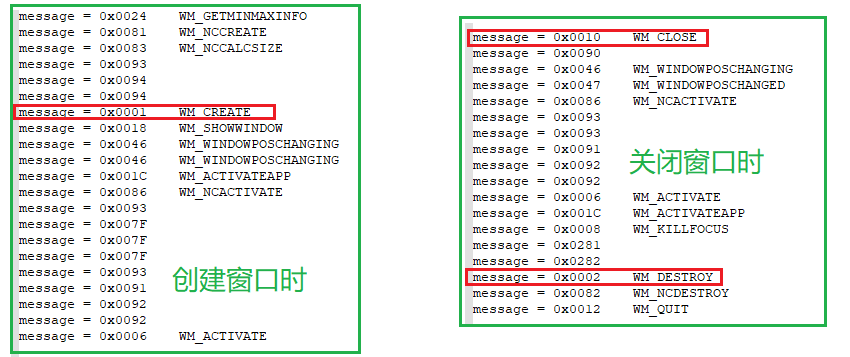 message = 0x0024 WM_GETMINMAXINFO
message = 0x0081 WM_NCCREATE
message = 0x0083 WM_NCCALCSIZE
message = 0x0093
message = 0x0094
message = 0x0094
message = 0x0001 WM_CREATE
message = 0x0018 WM_SHOWWINDOW
message = 0x0046 WM_WINDOWPOSCHANGING
message = 0x0046 WM_WINDOWPOSCHANGING
message = 0x001C WM_ACTIVATEAPP
message = 0x0086 WM_NCACTIVATE
message = 0x0093
message = 0x007F
message = 0x007F
message = 0x007F
message = 0x0093
message = 0x0091
message = 0x0092
message = 0x0092
message = 0x0006 WM_ACTIVATE
创建窗口时
message = 0x0010 WM_CLOSE
message = 0x0090
message = 0x0046 WM_WINDOWPOSCHANGING
message = 0x0047 WM_WINDOWPOSCHANGED
message = 0x0086 WM_NCACTIVATE
message = 0x0093
message = 0x0093
message = 0x0091
message = 0x0092
message = 0x0092
message = 0x0006 WM_ACTIVATE
message = 0x001C WM_ACTIVATEAPP
message = 0x0008 WM_KILLFOCUS
message = 0x0281
message = 0x0282
message = 0x0002 WM_DESTROY
message = 0x0082 WM_NCDESTROY
message = 0x0012 WM_QUIT
关闭窗口时